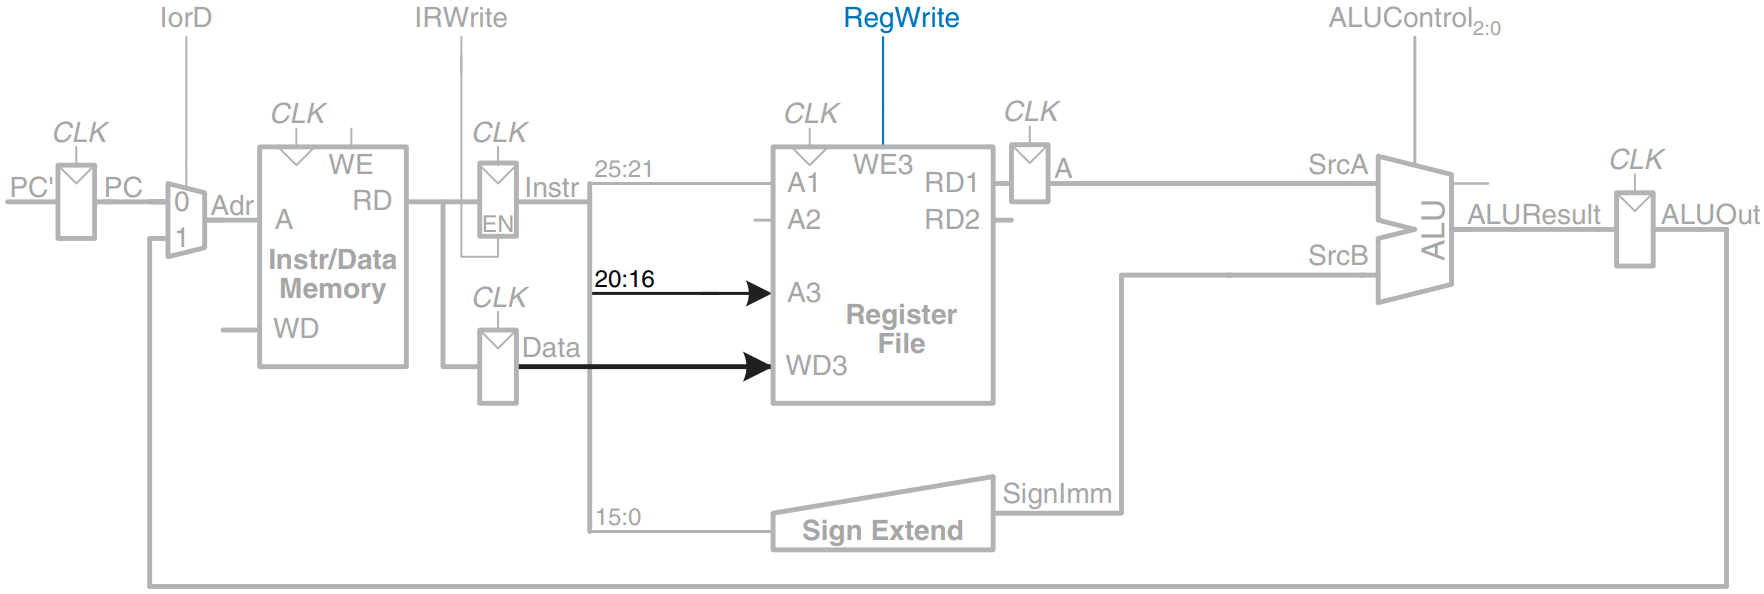 IorD
IRWrite
RegWrite
ALUControl2:0
CLK
CLK
CLK
CLK
CLK
CLK
PC'
PC
0
1
Adr
WE
RD
A
Instr/Data
Memory
WD
EN
Instr
25:21
A1
A2
WE3
RD1
RD2
A
SrcA
SrcB
ALU
ALUResult
ALUOut
CLK
Data
20:16
A3
Register
File
WD3
15:0
Sign Extend
SignImm